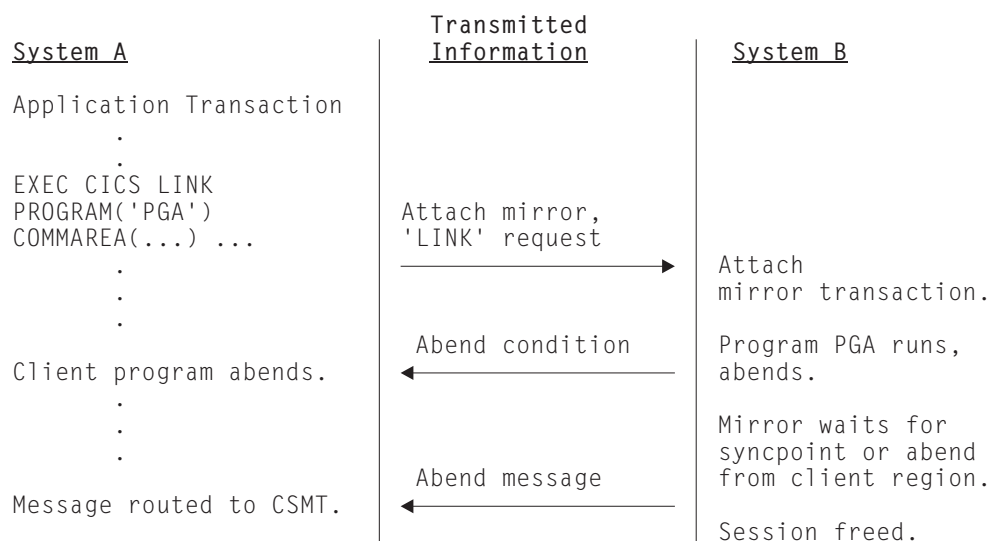 Transmitted
System A Information System B
Application Transaction
.
.
EXEC CICS LINK
PROGRAM('PGA') Attach mirror,
COMMAREA(...) ... 'LINK' request
. Attach
. mirror transaction.
.
Abend condition Program PGA runs,
Client program abends. abends.
.
. Mirror waits for
. syncpoint or abend
Abend message from client region.
Message routed to CSMT.
Session freed.